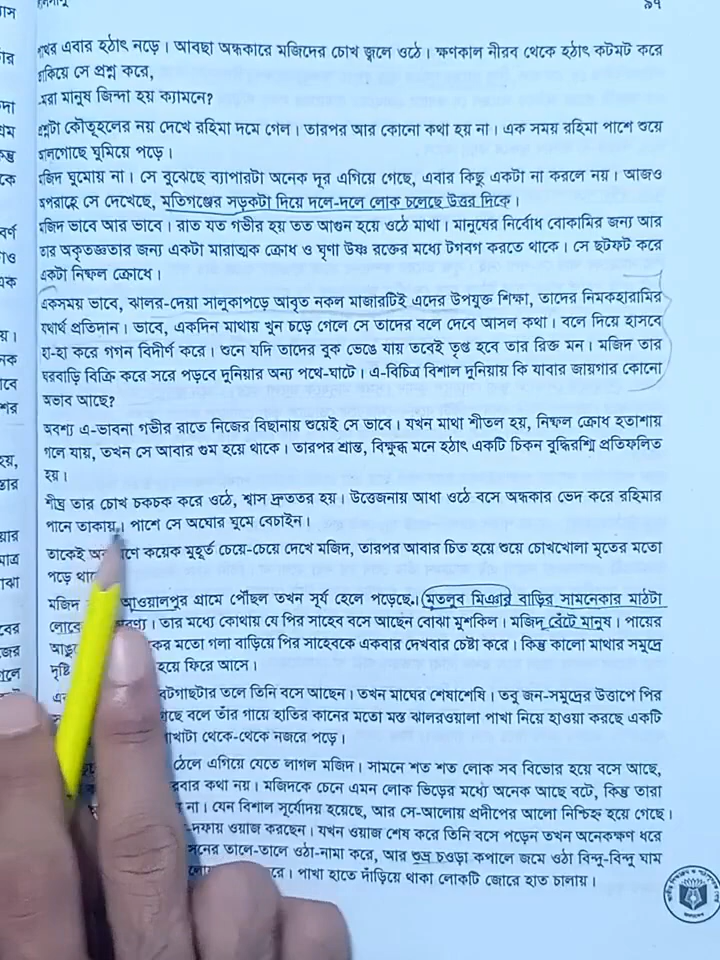 ৯৭
এবার হঠাৎ নড়ে। আবছা অন্ধকারে মজিদের চোখ জ্বলে ওঠে। ক্ষণকাল নীরব থেকে হঠাৎ কটমট করে
সে প্রশ্ন করে,
মানুষ জিন্দা হয় ক্যামনে?
কৌতূহলের নয় দেখে রহিমা দমে গেল। তারপর আর কোনো কথা হয় না। এক সময় রহিমা পাশে শুয়ে
ঘুমিয়ে পড়ে।
ঘুমোয় না। সে বুঝেছে ব্যাপারটা অনেক দূর এগিয়ে গেছে, এবার কিছু একটা না করলে নয়। আজও
সে দেখেছে, মতিগঞ্জের সড়কটা দিয়ে দলে-দলে লোক চলেছে উত্তর দিকে।
ভাবে আর ভাবে। রাত যত গভীর হয় তত আগুন হয়ে ওঠে মাথা। মানুষের নির্বোধ বোকামির জন্য আর
তার অকৃতজ্ঞতার জন্য একটা মারাত্মক ক্রোধ ও ঘৃণা উষ্ণ রক্তের মধ্যে টগবগ করতে থাকে। সে ছটফট করে
একটা নিষ্ফল ক্রোধে।
একসময় ভাবে, ঝালর-দেয়া সালুকাপড়ে আবৃত নকল মাজারটিই এদের উপযুক্ত শিক্ষা, তাদের নিমকহারামির
যথার্থ প্রতিদান। ভাবে, একদিন মাথায় খুন চড়ে গেলে সে তাদের বলে দেবে আসল কথা। বলে দিয়ে হাসবে
হা-হা করে গগন বিদীর্ণ করে। শুনে যদি তাদের বুক ভেঙে যায় তবেই তৃপ্ত হবে তার রিক্ত মন। মজিদ তার
ঘরবাড়ি বিক্রি করে সরে পড়বে দুনিয়ার অন্য পথে-ঘাটে। এ-বিচিত্র বিশাল দুনিয়ায় কি যাবার জায়গার কোনো
অভাব আছে?
অবশ্য এ-ভাবনা গভীর রাতে নিজের বিছানায় শুয়েই সে ভাবে। যখন মাথা শীতল হয়, নিষ্ফল ক্রোধ হতাশায়
গলে যায়, তখন সে আবার গুম হয়ে থাকে। তারপর শ্রান্ত, বিক্ষুব্ধ মনে হঠাৎ একটি চিকন বুদ্ধিরশ্মি প্রতিফলিত
হয়।
শীঘ্র তার চোখ চকচক করে ওঠে, শ্বাস দ্রুততর হয়। উত্তেজনায় আধা ওঠে বসে অন্ধকার ভেদ করে রহিমার
পানে তাকায়। পাশে সে অঘোর ঘুমে বেচাইন।
তাকেই কয়েক মুহূর্ত চেয়ে-চেয়ে দেখে মজিদ, তারপর আবার চিত হয়ে শুয়ে চোখখোলা মৃতের মতো
পড়ে
মজিদ আওয়ালপুর গ্রামে পৌঁছল তখন সূর্য হেলে পড়েছে। মতলুব মিঞার বাড়ির সামনেকার মাঠটা
তার মধ্যে কোথায় যে পির সাহেব বসে আছেন বোঝা মুশকিল। মজিদ বেঁটে মানুষ। পায়ের
মতো গলা বাড়িয়ে পির সাহেবকে একবার দেখবার চেষ্টা করে। কিন্তু কালো মাথার সমুদ্রে
দৃষ্টি হয়ে ফিরে আসে।
বটগাছটার তলে তিনি বসে আছেন। তখন মাঘের শেষাশেষি। তবু জন-সমুদ্রের উত্তাপে পির
বলে তাঁর গায়ে হাতির কানের মতো মস্ত ঝালরওয়ালা পাখা নিয়ে হাওয়া করছে একটি
থেকে-থেকে নজরে পড়ে।
ঠেলে এগিয়ে যেতে লাগল মজিদ। সামনে শত শত লোক সব বিভোর হয়ে বসে আছে,
কথা নয়। মজিদকে চেনে এমন লোক ভিড়ের মধ্যে অনেক আছে বটে, কিন্তু তারা
না। যেন বিশাল সূর্যোদয় হয়েছে, আর সে-আলোয় প্রদীপের আলো নিশ্চিহ্ন হয়ে গেছে।
-দফায় ওয়াজ করছেন। যখন ওয়াজ শেষ করে তিনি বসে পড়েন তখন অনেকক্ষণ ধরে
তালে-তালে ওঠা-নামা করে, আর শুভ্র চওড়া কপালে জমে ওঠা বিন্দু-বিন্দু ঘাম
পাখা হাতে দাঁড়িয়ে থাকা লোকটি জোরে হাত চালায়।